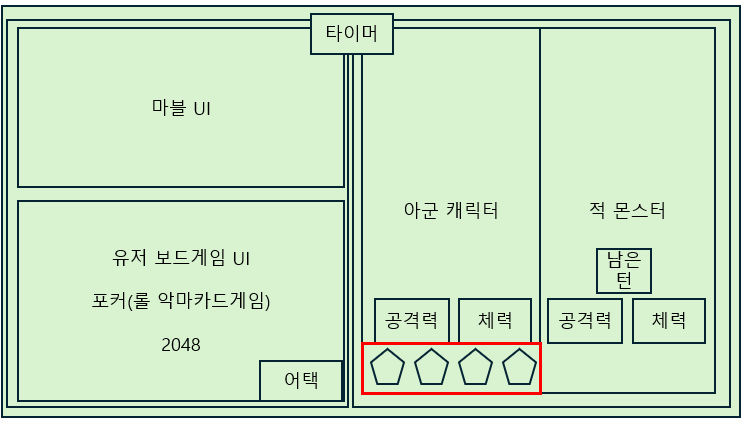 타이머
마블 UI
유저 보드게임 UI
포커(롤 악마카드게임)
2048
어택
아군 캐릭터
공격력
체력
적 몬스터
남은
턴
공격력
체력